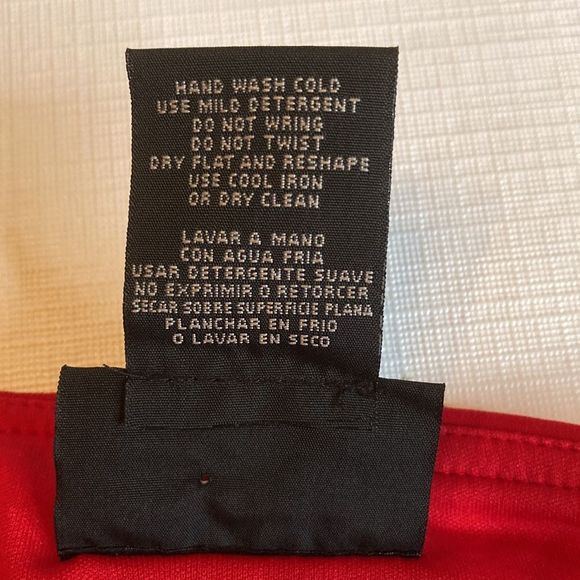 HAND WASH COLD
USE MILD DETERGENT
DO NOT WRING
DO NOT TWIST
DRY FLAT AND RESHAPE
USE COOL IRON
OR DRY CLEAN
LAVAR A MANO
CON AGUA FRIA
USAR DETERGENTE SUAVE
NO EXPRIMIR O RETORCER
SECAR SOBRE SUPERFICIE PLANA
PLANCHAR EN FRIO
O LAVAR EN SECO